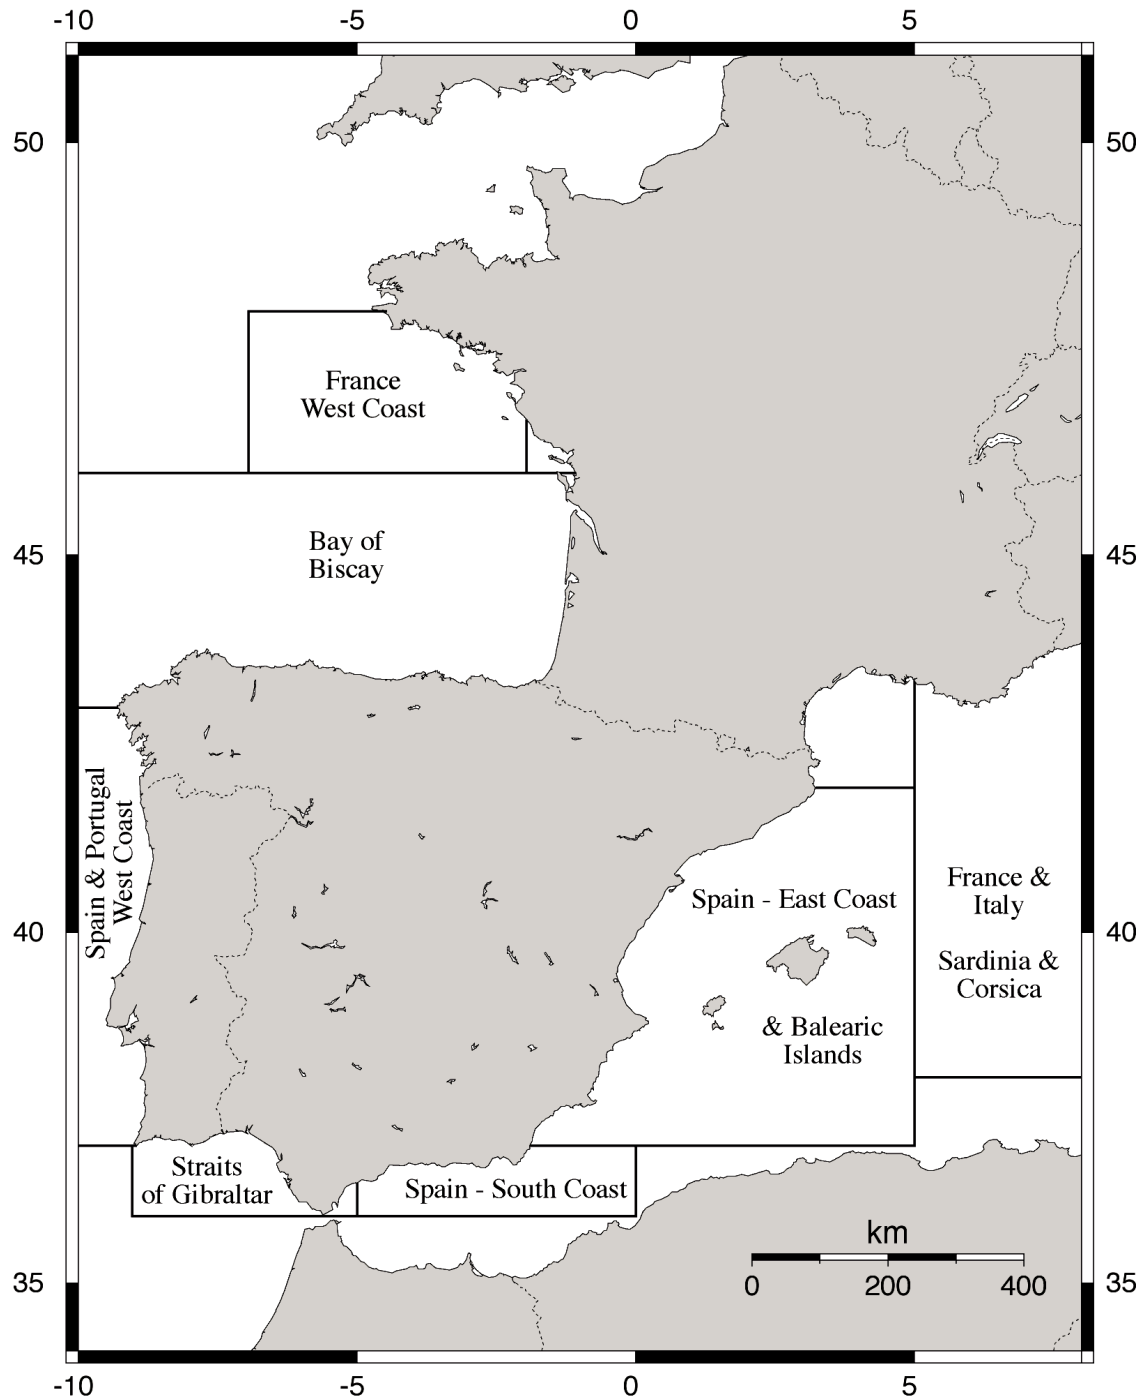 -10 -5 0 5
50 50
France
West Coast
Bay of
Biscay
45 45
Spain & Portugal
West Coast
Spain - East Coast
France &
Italy
40 40
Sardinia &
Corsica
& Balearic
Islands
Straits
of Gibraltar
Spain - South Coast
km
0 200 400
35 35
-10 -5 0 5